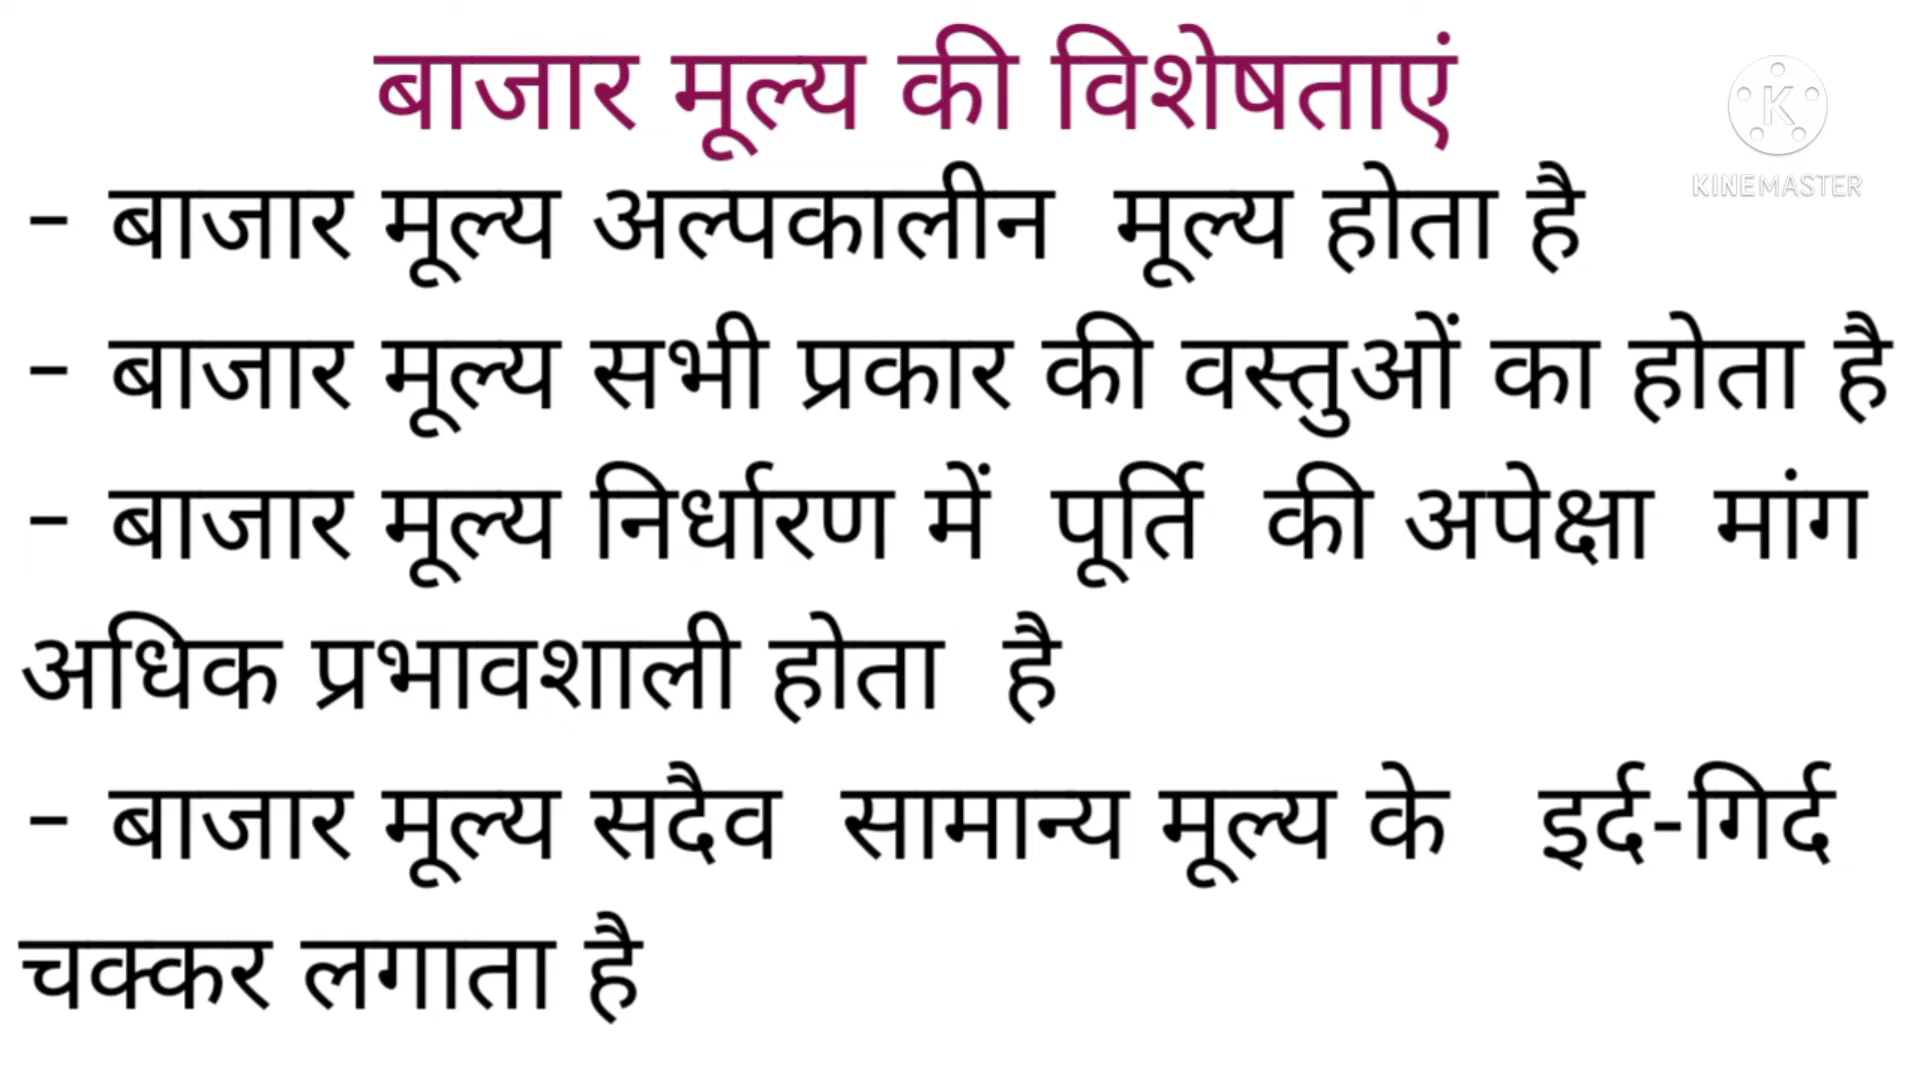 बाजार मूल्य की विशेषताएं
K
KINEMASTER
- बाजार मूल्य अल्पकालीन मूल्य होता है
- बाजार मूल्य सभी प्रकार की वस्तुओं का होता है
- बाजार मूल्य निर्धारण में पूर्ति की अपेक्षा मांग
अधिक प्रभावशाली होता है
- बाजार मूल्य सदैव सामान्य मूल्य के इर्द-गिर्द
चक्कर लगाता है